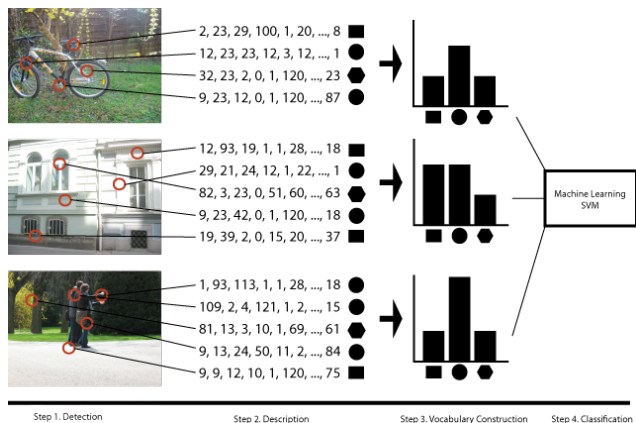 2, 23, 29, 100, 1, 20, ..., 8
12, 23, 23, 12, 3, 12, ..., 1
32, 23, 2, 0, 1, 120, ..., 23
9, 23, 12, 0, 1, 120, ..., 87
12, 93, 19, 1, 1, 28, ..., 18
29, 21, 24, 12, 1, 22, ..., 1
82, 3, 23, 0, 51, 60, ..., 63
9, 23, 42, 0, 1, 120, ..., 18
19, 39, 2, 0, 15, 20, ..., 37
Machine Learning
SVM
1, 93, 113, 1, 1, 28, ..., 18
109, 2, 4, 121, 1, 2, ..., 15
81, 13, 3, 10, 1, 69, ..., 61
9, 13, 24, 50, 11, 2, ..., 84
9, 9, 12, 10, 1, 120, ..., 75
Step 1. Detection
Step 2. Description
Step 3. Vocabulary Construction
Step 4. Classification